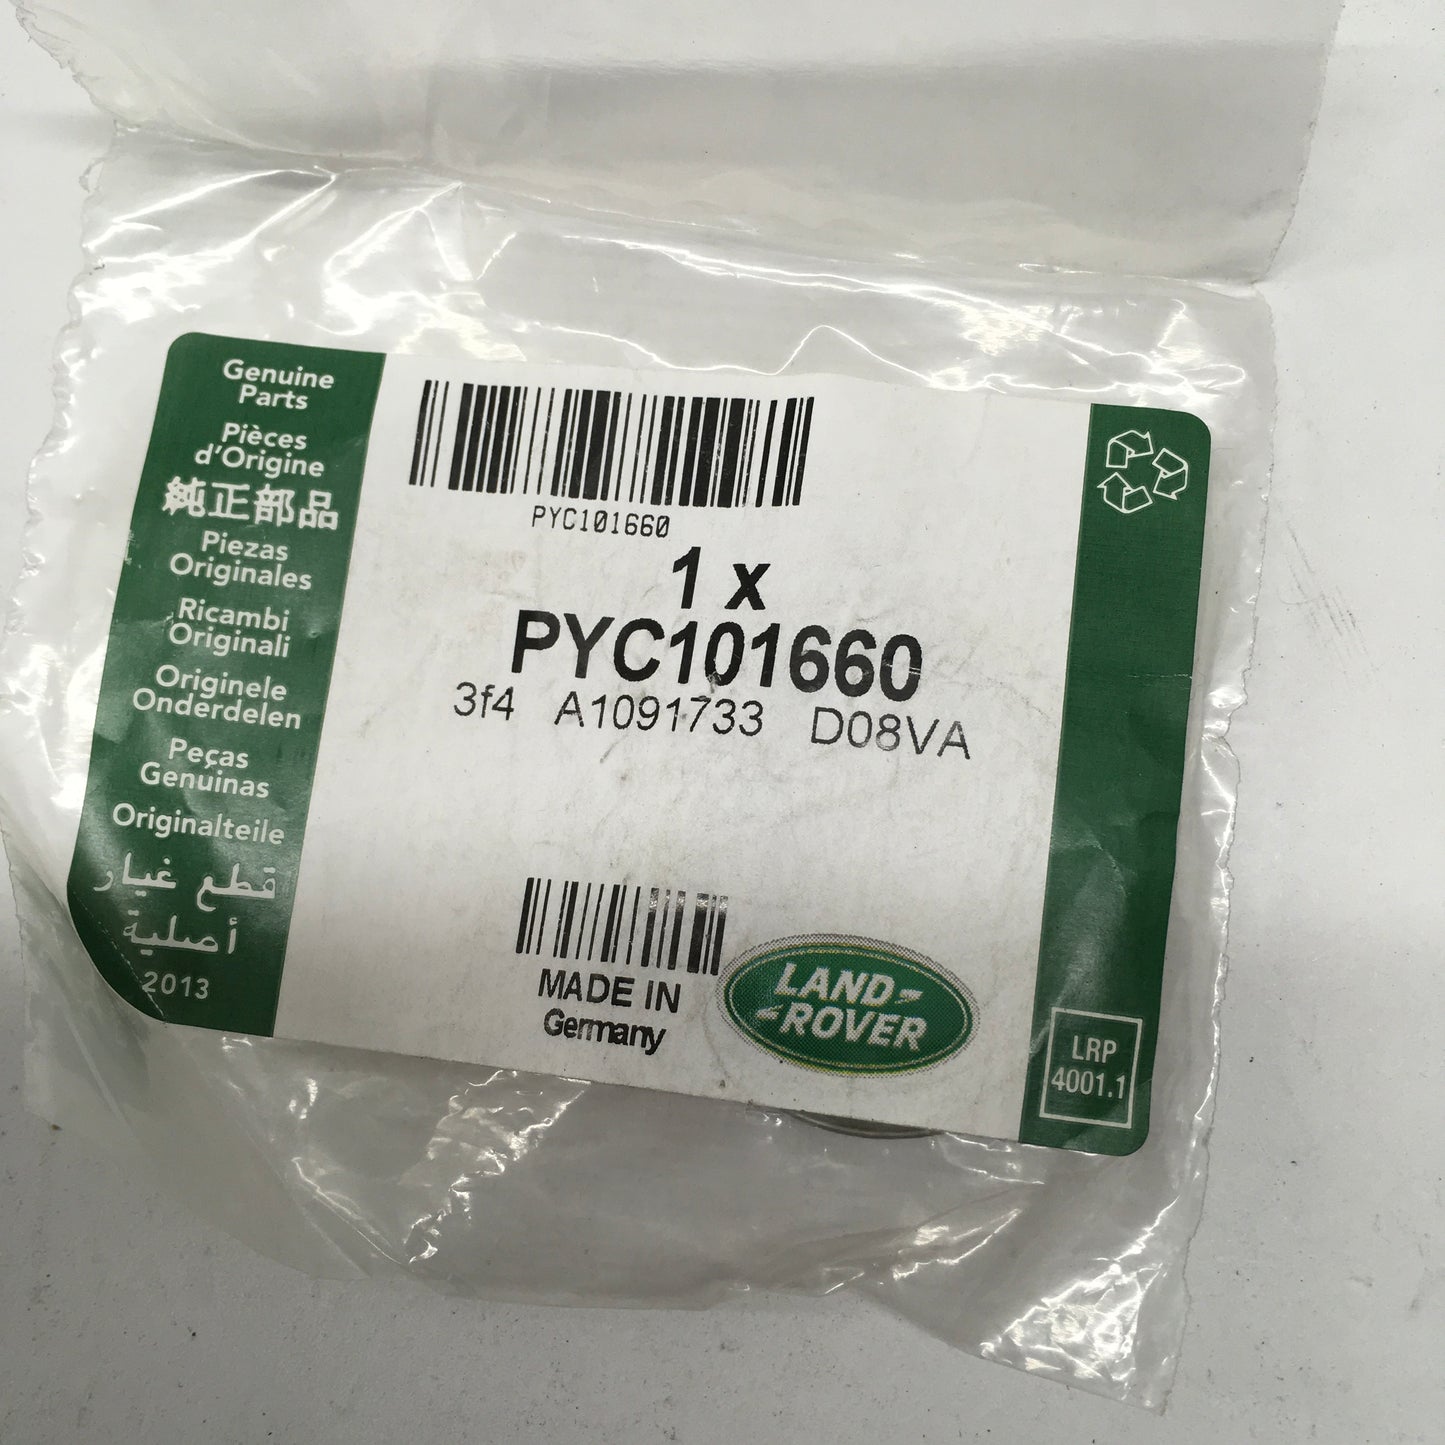 Genuine
Parts
Pièces
d'Origine
純正部品
Piezas
Originales
Ricambi
Originali
Originele
Onderdelen
Peças
Genuinas
Originalteile
قطع غيار
أصلية
2013
PYC101660
1 x
PYC101660
3f4 A1091733 D08VA
MADE IN
Germany
LAND-
-ROVER
LRP
4001.1